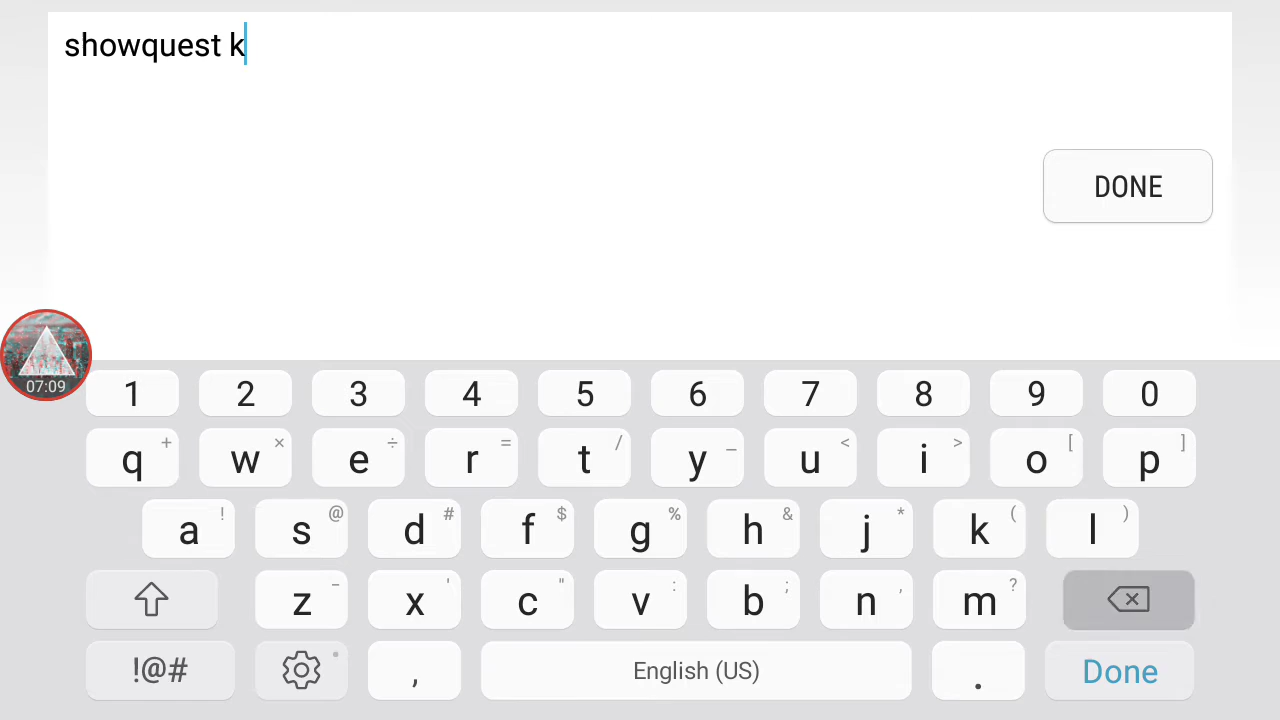 showquest k
DONE
07:09
1 2 3 4 5 6 7 8 9 0
q + w × e ÷ r = t / y _ u < i > o [ p ]
a ! s @ d # f $ g % h & j * k ( l )
z - x ' c " v : b ; n , m ?
!@# , English (US) . Done